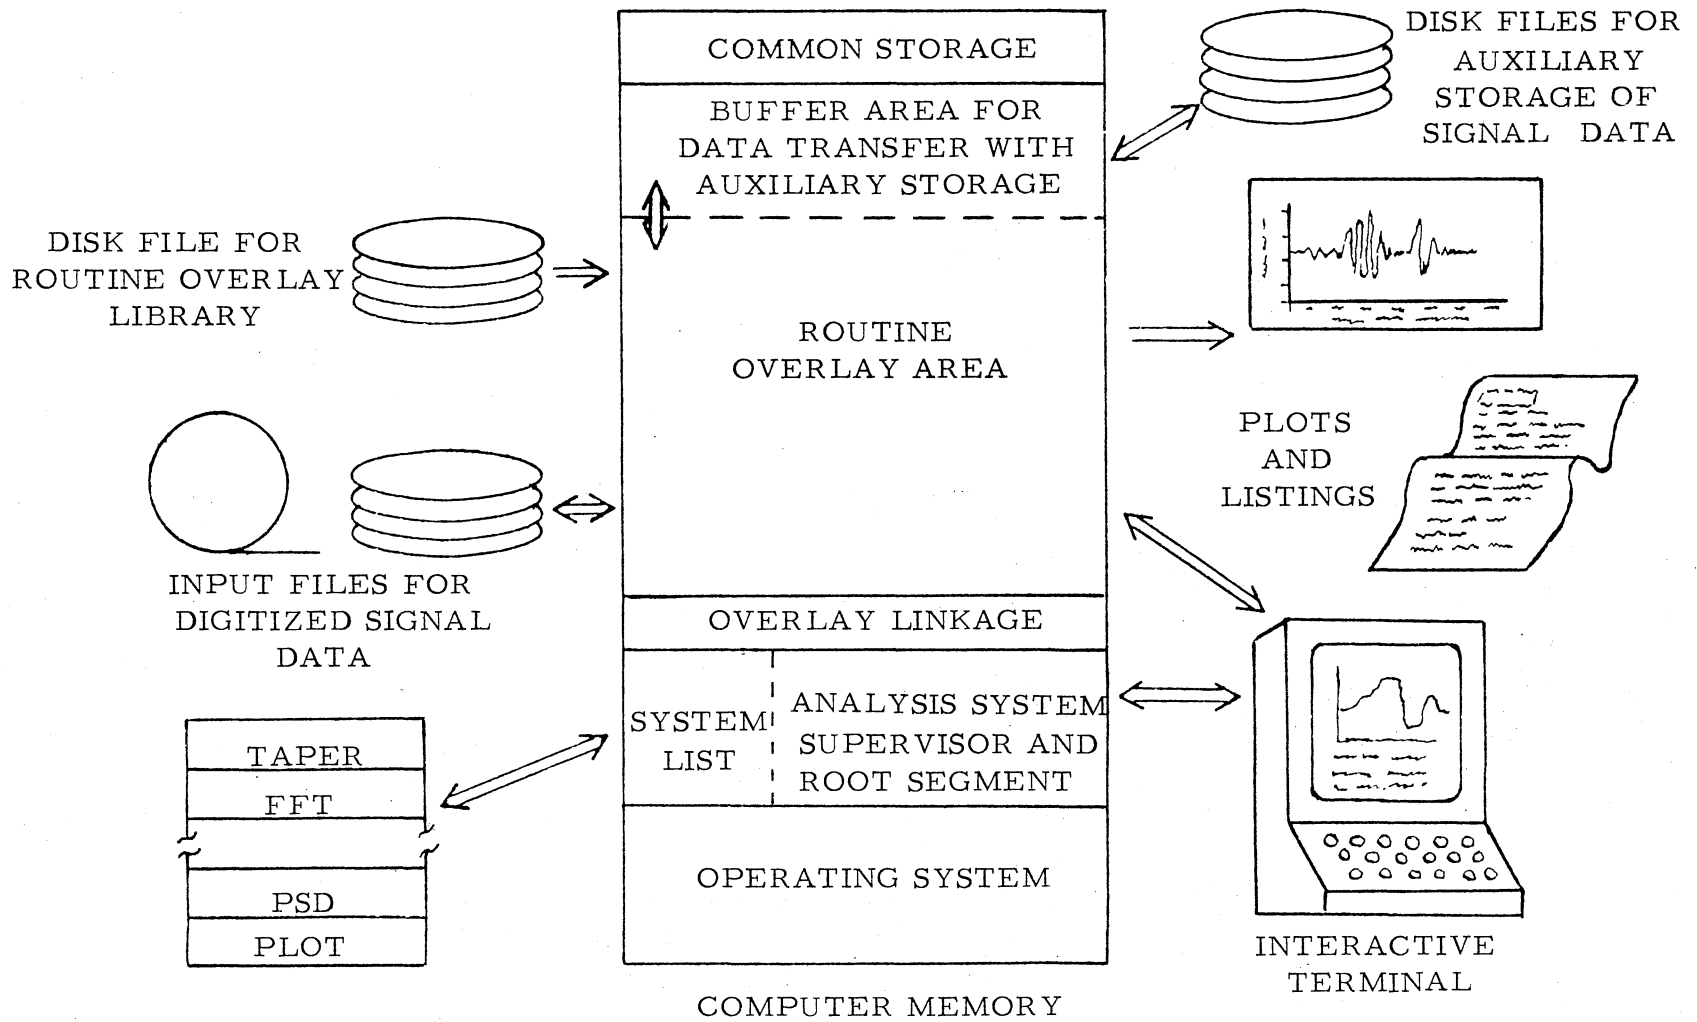 COMMON STORAGE
BUFFER AREA FOR
DATA TRANSFER WITH
AUXILIARY STORAGE
DISK FILES FOR
AUXILIARY
STORAGE OF
SIGNAL DATA
DISK FILE FOR
ROUTINE OVERLAY
LIBRARY
ROUTINE
OVERLAY AREA
PLOTS
AND
LISTINGS
INPUT FILES FOR
DIGITIZED SIGNAL
DATA
OVERLAY LINKAGE
SYSTEM
LIST
ANALYSIS SYSTEM
SUPERVISOR AND
ROOT SEGMENT
TAPER
FFT
PSD
PLOT
OPERATING SYSTEM
INTERACTIVE
TERMINAL
COMPUTER MEMORY